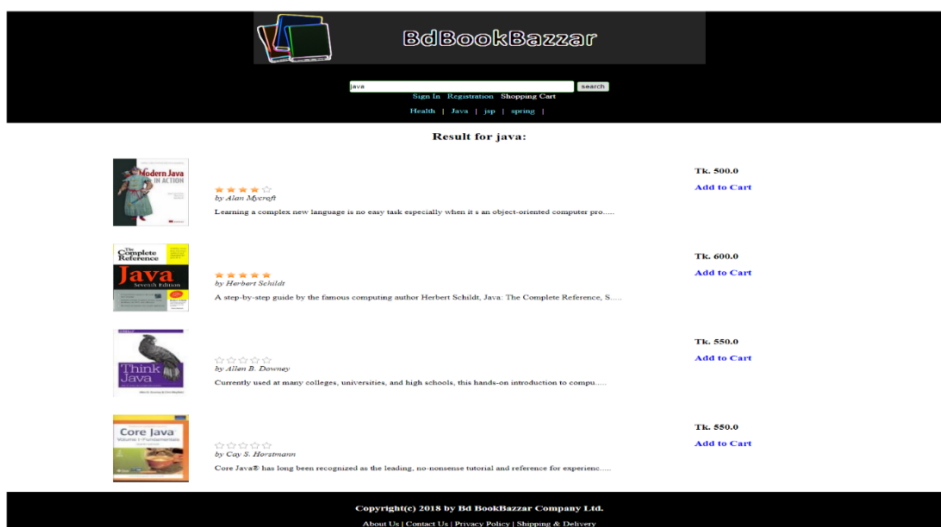 BdBookBazzar
java search
Sign In Registration Shopping Cart
Health | Java | jsp | spring |
Result for java:
Modern Java
IN ACTION
Tk. 500.0
Add to Cart
by Alan Mycroft
Learning a complex new language is no easy task especially when it s an object-oriented computer pro.....
The
Complete
Reference
Java
Seventh Edition
Tk. 600.0
Add to Cart
by Herbert Schildt
A step-by-step guide by the famous computing author Herbert Schildt, Java: The Complete Reference, S.....
Think
Java
Tk. 550.0
Add to Cart
by Allen B. Downey
Currently used at many colleges, universities, and high schools, this hands-on introduction to compu.....
Core Java
Volume I-Fundamentals
Tk. 550.0
Add to Cart
by Cay S. Horstmann
Core Java® has long been recognized as the leading, no-nonsense tutorial and reference for experienc.....
Copyright(c) 2018 by Bd BookBazzar Company Ltd.
About Us | Contact Us | Privacy Policy | Shipping & Delivery